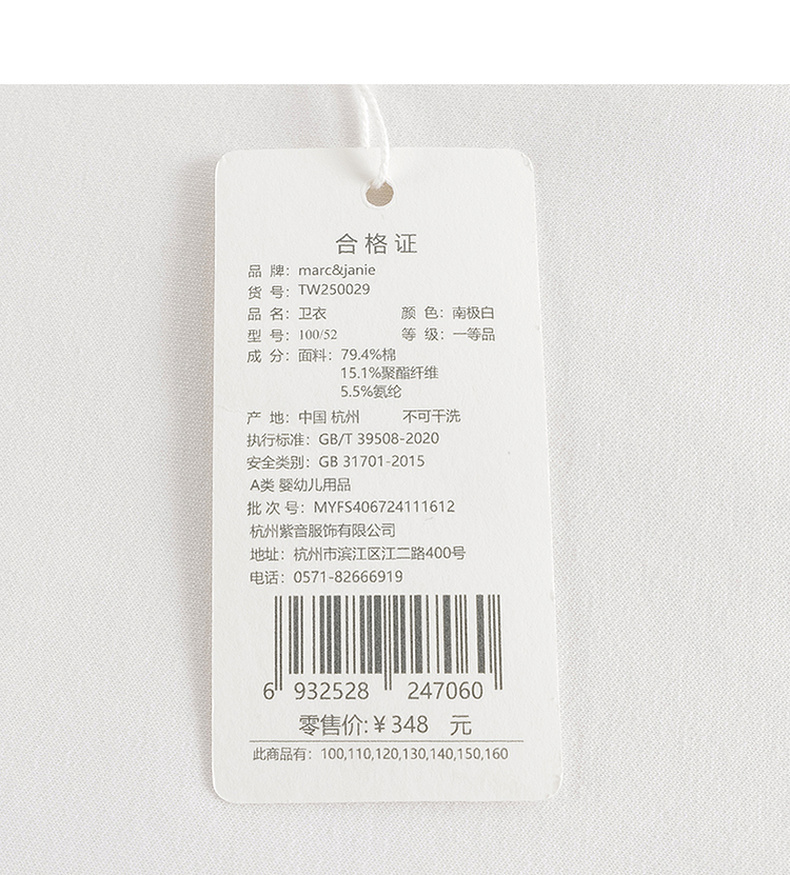 合格证
品 牌：marc&janie
货 号：TW250029
品 名：卫衣 颜 色：南极白
型 号：100/52 等 级：一等品
成 分：面料：79.4%棉
15.1%聚酯纤维
5.5%氨纶
产 地：中国 杭州 不可干洗
执行标准：GB/T 39508-2020
安全类别：GB 31701-2015
A类 婴幼儿用品
批 次 号：MYFS406724111612
杭州紫音服饰有限公司
地址：杭州市滨江区江二路400号
电话：0571-82666919
6 932528 247060
零售价:￥348 元
此商品有：100,110,120,130,140,150,160